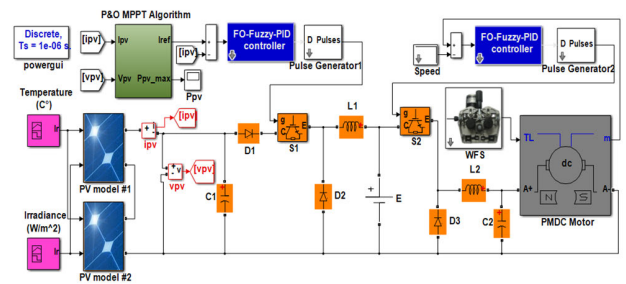 P&O MPPT Algorithm
Discrete,
Ts = 1e-06 s.
powergui
[ipv]
[vpv]
Ipv
Vpv
Iref
Ppv_max
[ipv]
Ppv
FO-Fuzzy-PID
controller
D Pulses
Pulse Generator1
Speed
FO-Fuzzy-PID
controller
D Pulses
Pulse Generator2
Temperature
(C°)
Irradiance
(W/m^2)
Ir
Ir
PV model #1
PV model #2
+
-
i
ipv
[ipv]
+
-
v
vpv
[vpv]
D1
C1
g
C
E
S1
D2
L1
E
g
C
E
S2
D3
WFS
L2
C2
TL
m
dc
A+
A-
N
S
PMDC Motor